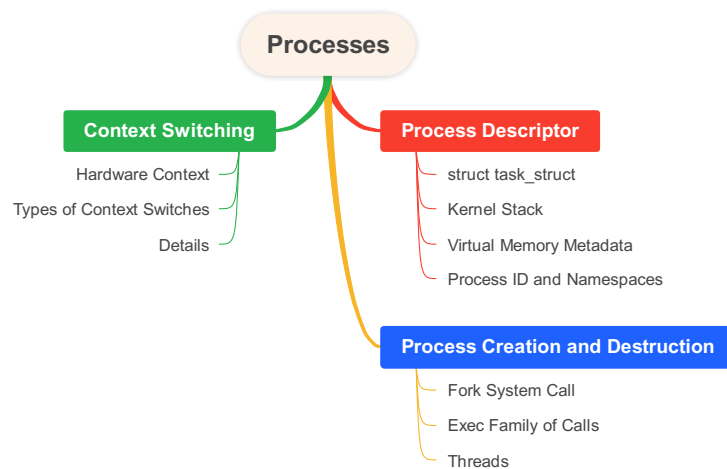 Processes
Context Switching
Hardware Context
Types of Context Switches
Details
Process Descriptor
struct task_struct
Kernel Stack
Virtual Memory Metadata
Process ID and Namespaces
Process Creation and Destruction
Fork System Call
Exec Family of Calls
Threads